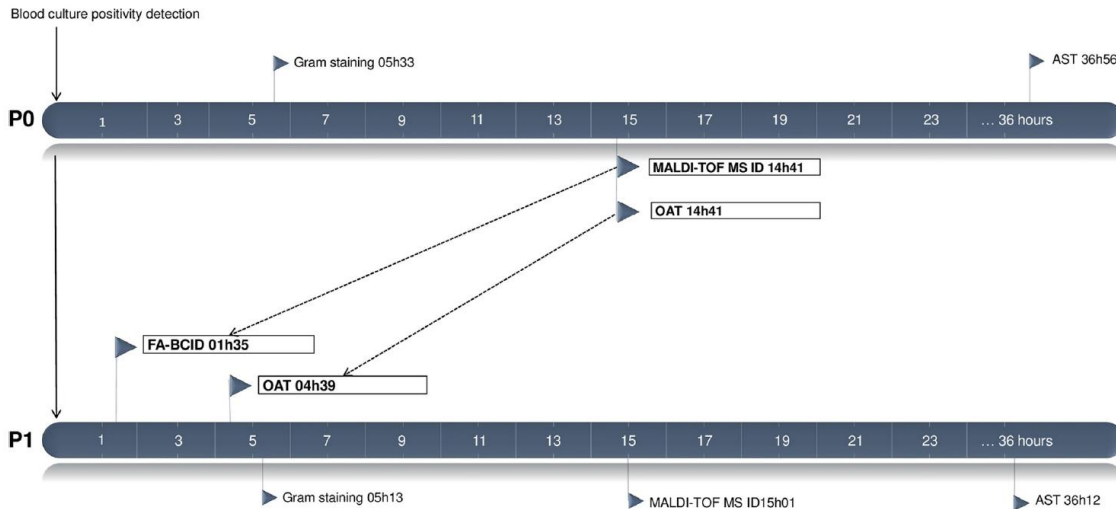 Blood culture positivity detection
Gram staining 05h33
AST 36h56
P0
1 3 5 7 9 11 13 15 17 19 21 23 ... 36 hours
MALDI-TOF MS ID 14h41
OAT 14h41
FA-BCID 01h35
OAT 04h39
P1
1 3 5 7 9 11 13 15 17 19 21 23 ... 36 hours
Gram staining 05h13
MALDI-TOF MS ID15h01
AST 36h12